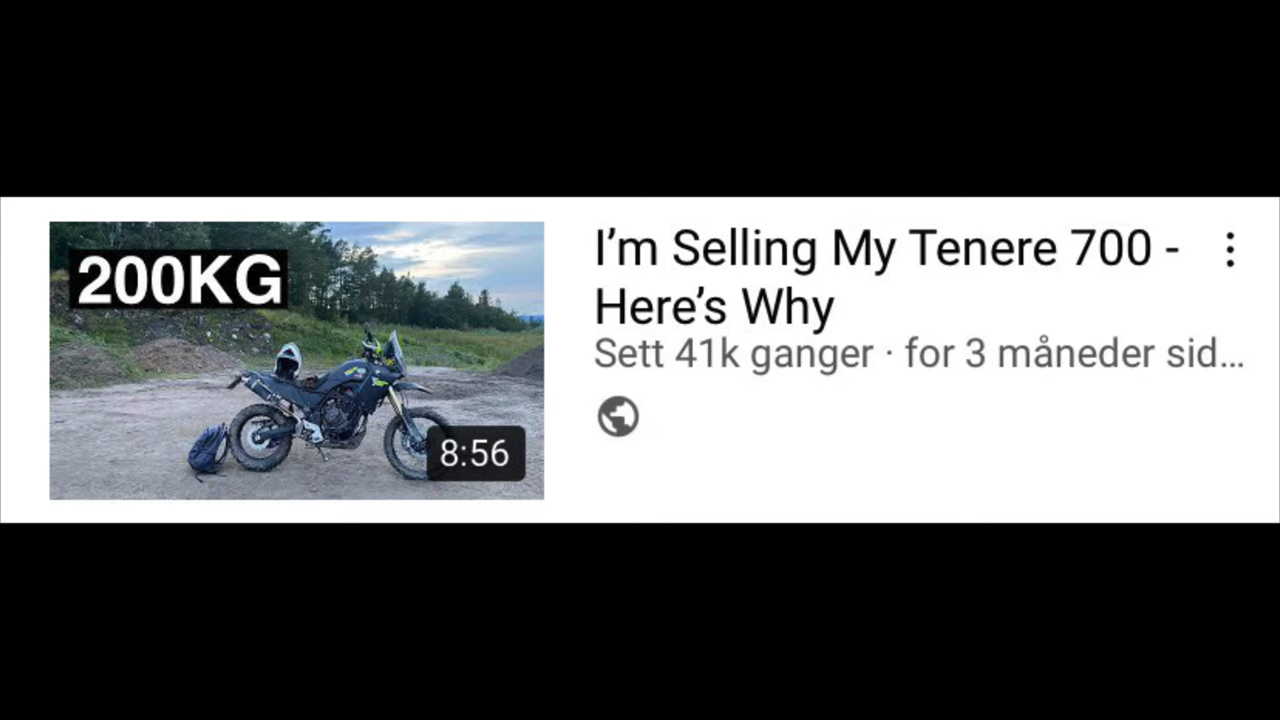 200KG
8:56
I’m Selling My Tenere 700 -
Here’s Why
Sett 41k ganger · for 3 måneder sid...